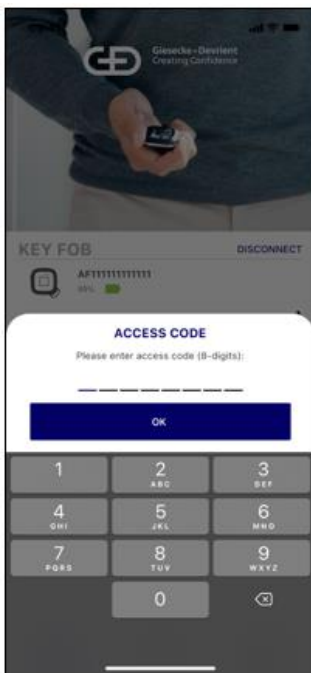 Giesecke+Devrient
Creating Confidence
KEY FOB
DISCONNECT
AF111111111111
ACCESS CODE
Please enter access code (8-digits):
OK
1
2
ABC
3
DEF
4
GHI
5
JKL
6
MNO
7
PQRS
8
TUV
9
WXYZ
0